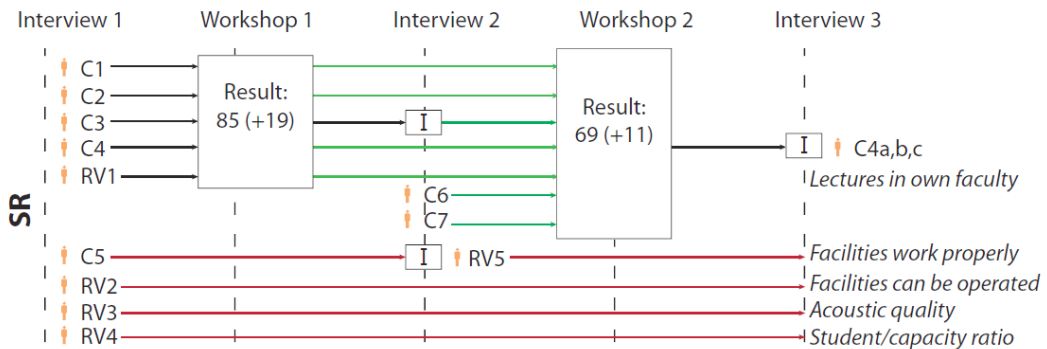 Interview 1
Workshop 1
Interview 2
Workshop 2
Interview 3
SR
C1
C2
C3
C4
RV1
Result:
85 (+19)
I
C6
C7
Result:
69 (+11)
I
C4a,b,c
Lectures in own faculty
C5
I
RV5
Facilities work properly
RV2
Facilities can be operated
RV3
Acoustic quality
RV4
Student/capacity ratio